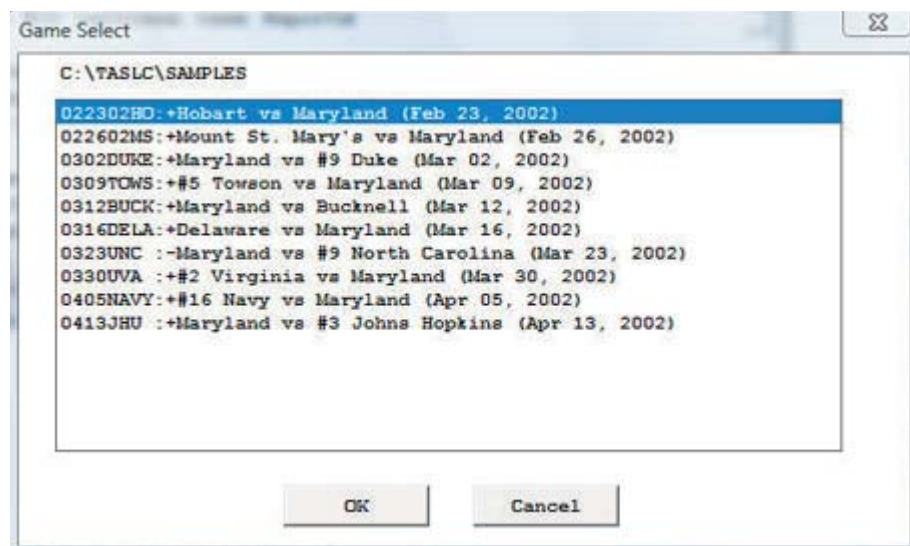 Game Select
C:\TASLC\SAMPLES
022302HO:+Hobart vs Maryland (Feb 23, 2002)
022602MS:+Mount St. Mary's vs Maryland (Feb 26, 2002)
0302DUKE:+Maryland vs #9 Duke (Mar 02, 2002)
0309TOWS:+#5 Towson vs Maryland (Mar 09, 2002)
0312BUCK:+Maryland vs Bucknell (Mar 12, 2002)
0316DELA:+Delaware vs Maryland (Mar 16, 2002)
0323UNC :-Maryland vs #9 North Carolina (Mar 23, 2002)
0330UVA :+#2 Virginia vs Maryland (Mar 30, 2002)
0405NAVY:+#16 Navy vs Maryland (Apr 05, 2002)
0413JHU :+Maryland vs #3 Johns Hopkins (Apr 13, 2002)
OK Cancel